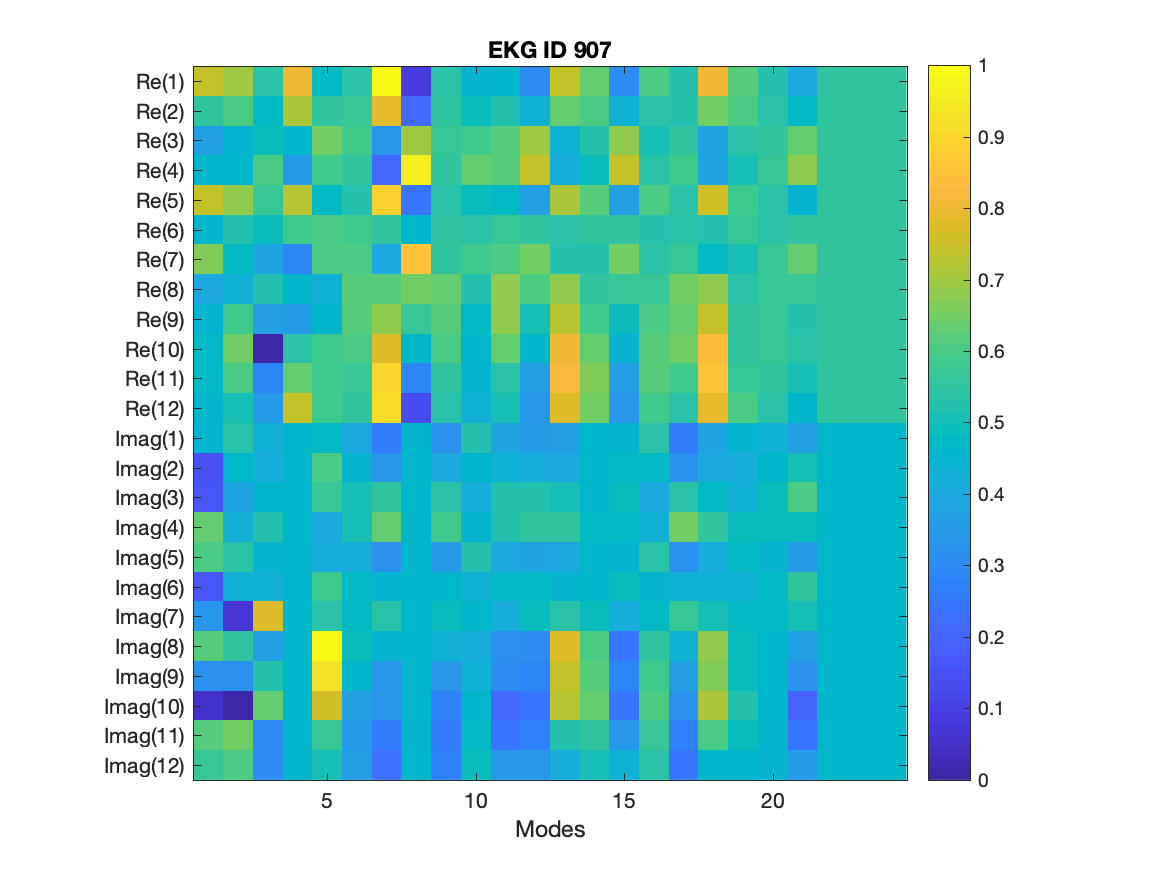 EKG ID 907
Re(1)
Re(2)
Re(3)
Re(4)
Re(5)
Re(6)
Re(7)
Re(8)
Re(9)
Re(10)
Re(11)
Re(12)
Imag(1)
Imag(2)
Imag(3)
Imag(4)
Imag(5)
Imag(6)
Imag(7)
Imag(8)
Imag(9)
Imag(10)
Imag(11)
Imag(12)
5 10 15 20
Modes
1
0.9
0.8
0.7
0.6
0.5
0.4
0.3
0.2
0.1
0